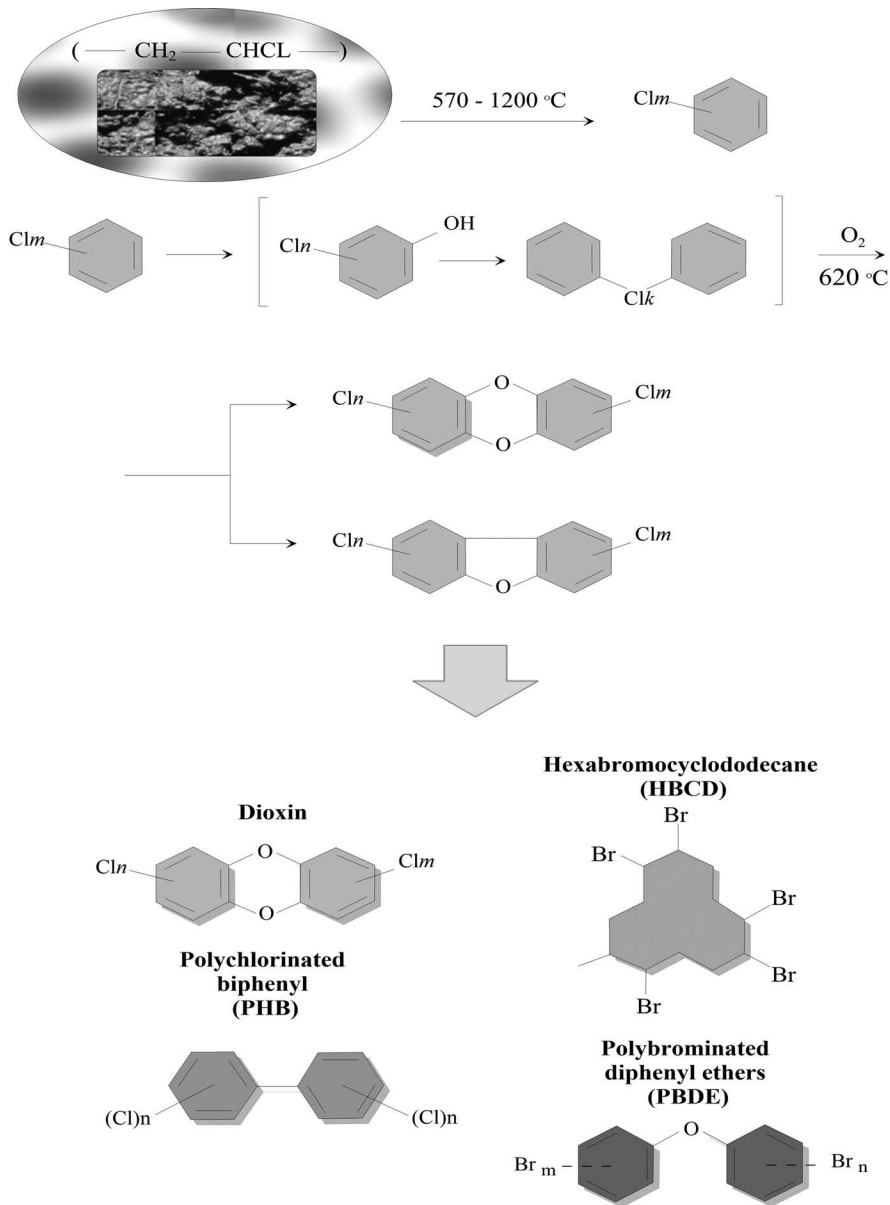 ( CH₂ CHCL )
570 - 1200 °C
Clm
Clm
Cln
OH
Clk
O₂
620 °C
Cln
O
O
Clm
Cln
O
Clm
Hexabromocyclododecane
(HBCD)
Br
Br
Br
Br
Br
Dioxin
Cln
O
O
Clm
Polychlorinated
biphenyl
(PHB)
(Cl)n
(Cl)n
Polybrominated
diphenyl ethers
(PBDE)
O
Br m
Br n